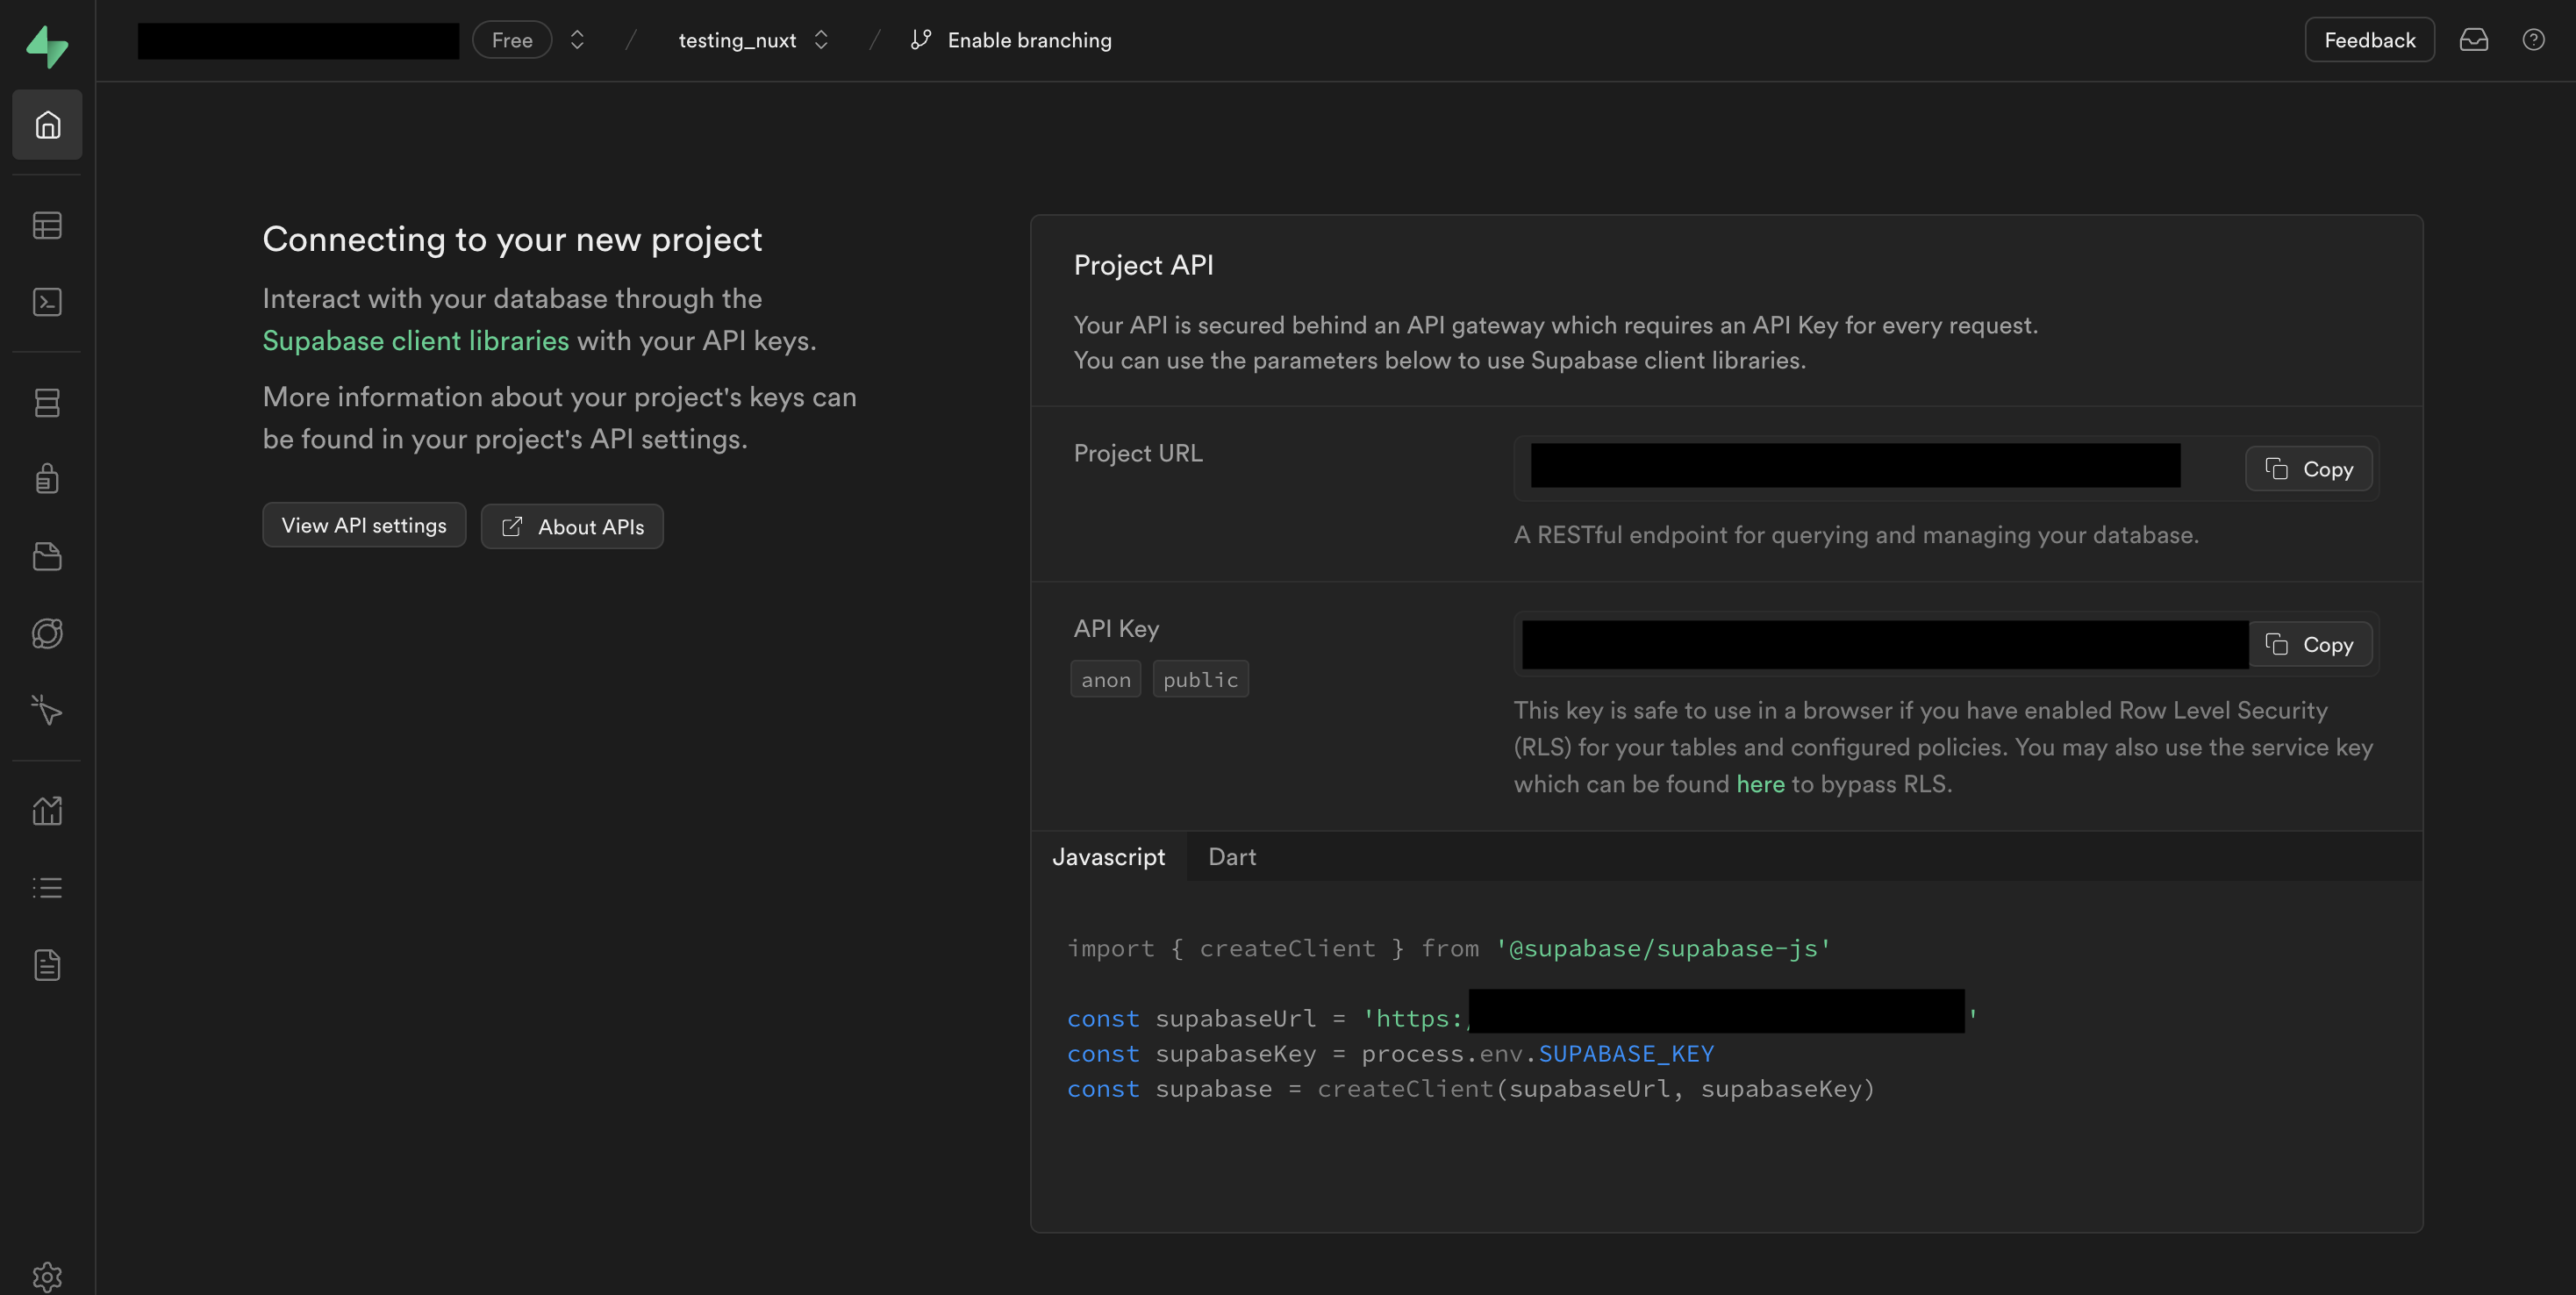 Free / testing_nuxt / Enable branching Feedback
Connecting to your new project
Interact with your database through the
Supabase client libraries with your API keys.
More information about your project's keys can
be found in your project's API settings.
View API settings
About APIs
Project API
Your API is secured behind an API gateway which requires an API Key for every request.
You can use the parameters below to use Supabase client libraries.
Project URL
Copy
A RESTful endpoint for querying and managing your database.
API Key
anon public
Copy
This key is safe to use in a browser if you have enabled Row Level Security
(RLS) for your tables and configured policies. You may also use the service key
which can be found here to bypass RLS.
Javascript Dart
import { createClient } from '@supabase/supabase-js'
const supabaseUrl = 'https:/ '
const supabaseKey = process.env.SUPABASE_KEY
const supabase = createClient(supabaseUrl, supabaseKey)